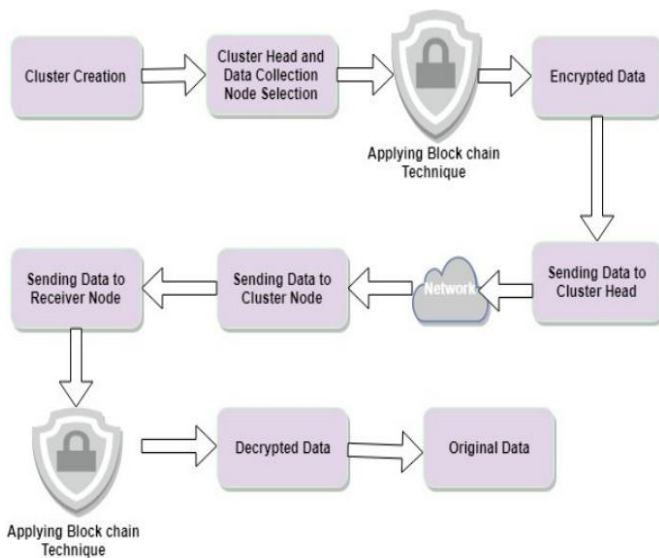 Cluster Creation
Cluster Head and
Data Collection
Node Selection
Applying Block chain
Technique
Encrypted Data
Sending Data to
Cluster Head
Network
Sending Data to
Cluster Node
Sending Data to
Receiver Node
Applying Block chain
Technique
Decrypted Data
Original Data